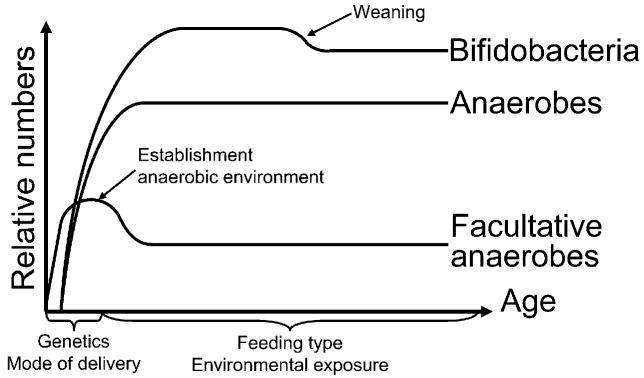 Weaning
Bifidobacteria
Anaerobes
Establishment
anaerobic environment
Facultative
anaerobes
Relative numbers
Age
Genetics
Mode of delivery
Feeding type
Environmental exposure